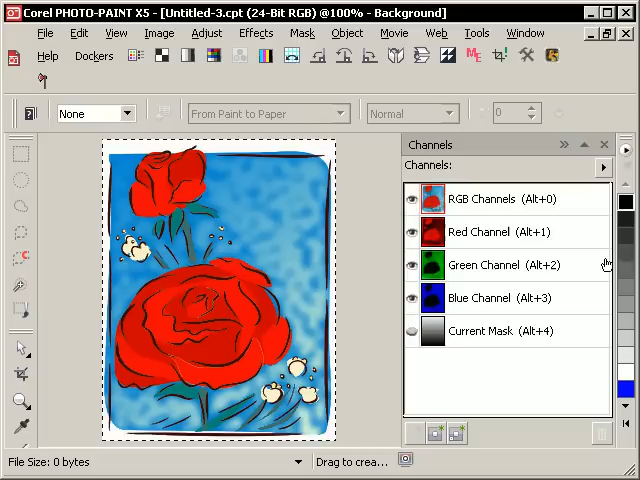 Corel PHOTO-PAINT X5 - [Untitled-3.cpt (24-Bit RGB) @100% - Background]
File Edit View Image Adjust Effects Mask Object Movie Web Tools Window
Help Dockers ME
None From Paint to Paper Normal 0
Channels
Channels:
RGB Channels (Alt+0)
Red Channel (Alt+1)
Green Channel (Alt+2)
Blue Channel (Alt+3)
Current Mask (Alt+4)
File Size: 0 bytes Drag to crea...